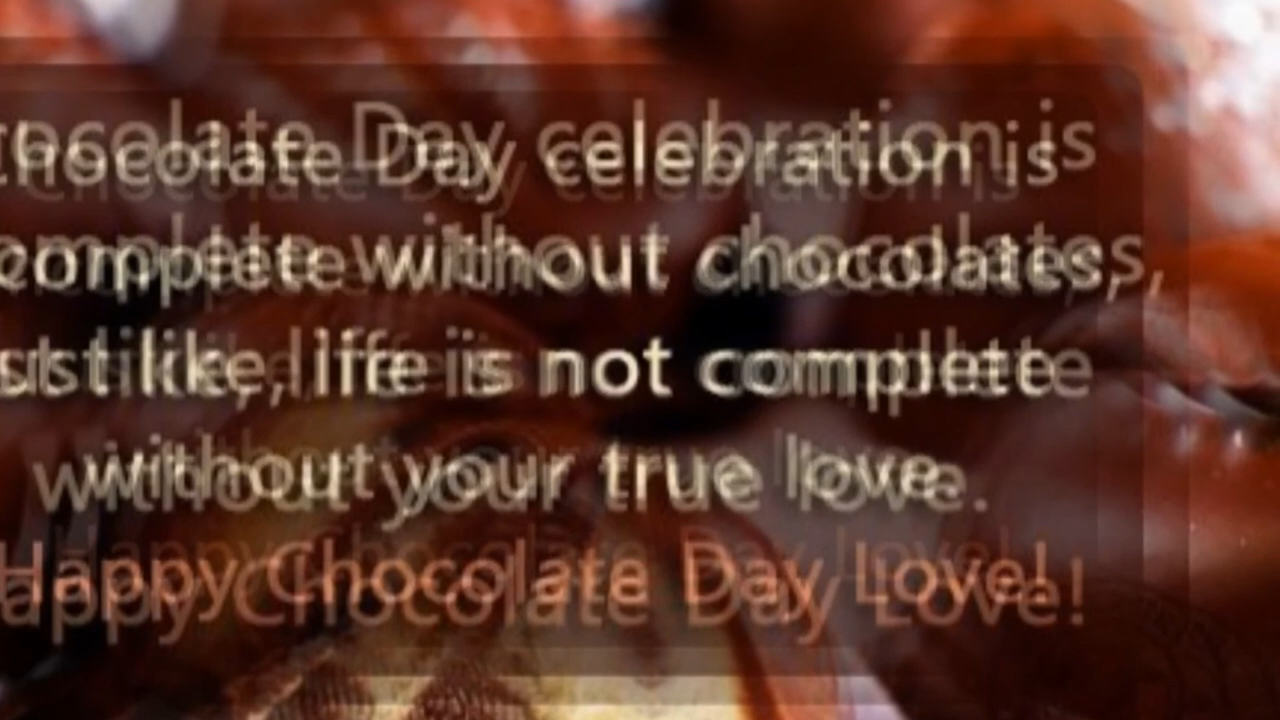 Chocolate Day celebration is
complete without chocolates,
like, life is not complete
without your true love.
Happy Chocolate Day Love!